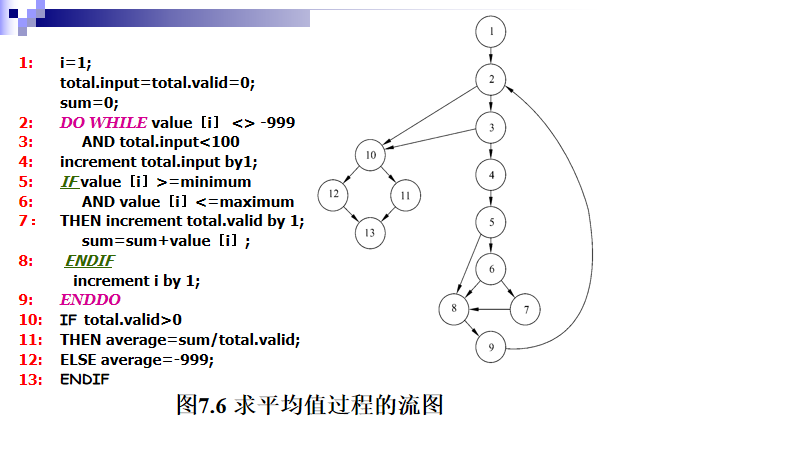 1: i=1;
total.input=total.valid=0;
sum=0;
2: DO WHILE value［i］ <> -999
3: AND total.input<100
4: increment total.input by1;
5: IF value［i］>=minimum
6: AND value［i］<=maximum
7： THEN increment total.valid by 1;
sum=sum+value［i］;
8: ENDIF
increment i by 1;
9: ENDDO
10: IF total.valid>0
11: THEN average=sum/total.valid;
12: ELSE average=-999;
13: ENDIF
1
2
3
10
4
12
11
5
13
6
8
7
9
图7.6 求平均值过程的流图